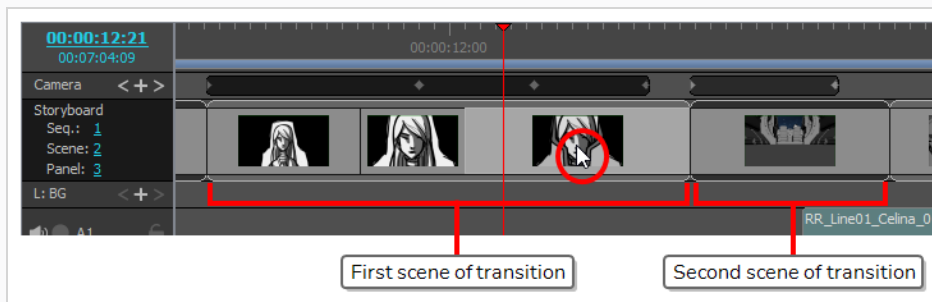 00:00:12:21
00:07:04:09
00:00:12:00
Camera < + >
Storyboard
Seq.: 1
Scene: 2
Panel: 3
L: BG < + >
A1
RR_Line01_Celina_0
First scene of transition
Second scene of transition